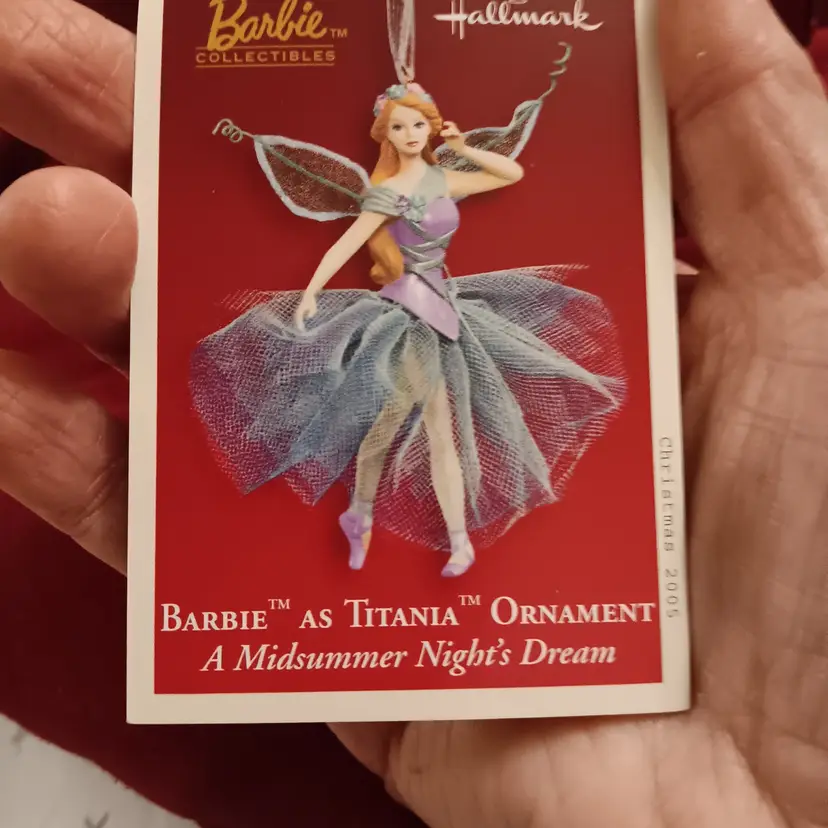 Barbie™
COLLECTIBLES
Hallmark
BARBIE™ AS TITANIA™ ORNAMENT
A Midsummer Night's Dream
Christmas 2005